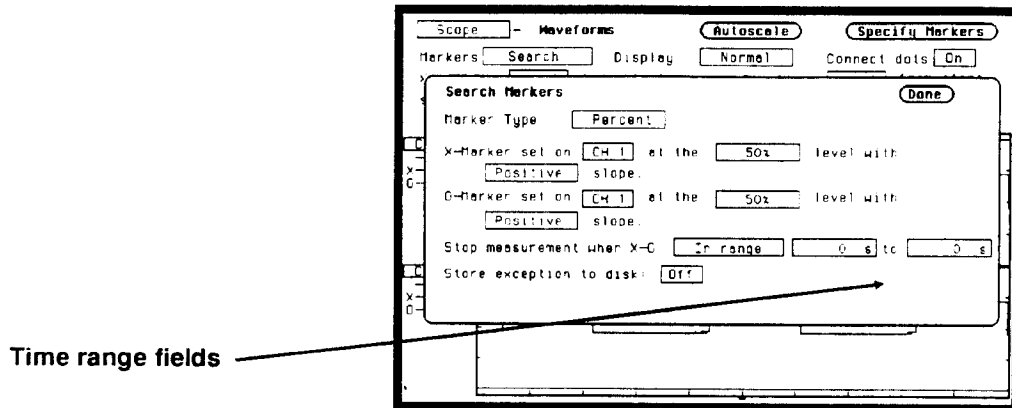 Scope - Waveforms Autoscale Specify Markers
Markers Search Display Normal Connect dots On
Search Markers Done
Marker Type Percent
X-Marker set on CH 1 at the 50% level with
Positive slope.
O-Marker set on CH 1 at the 50% level with
Positive slope.
Stop measurement when X-O In range 0 s to 0 s
Store exception to disk: Off
X
O
X
O
Time range fields